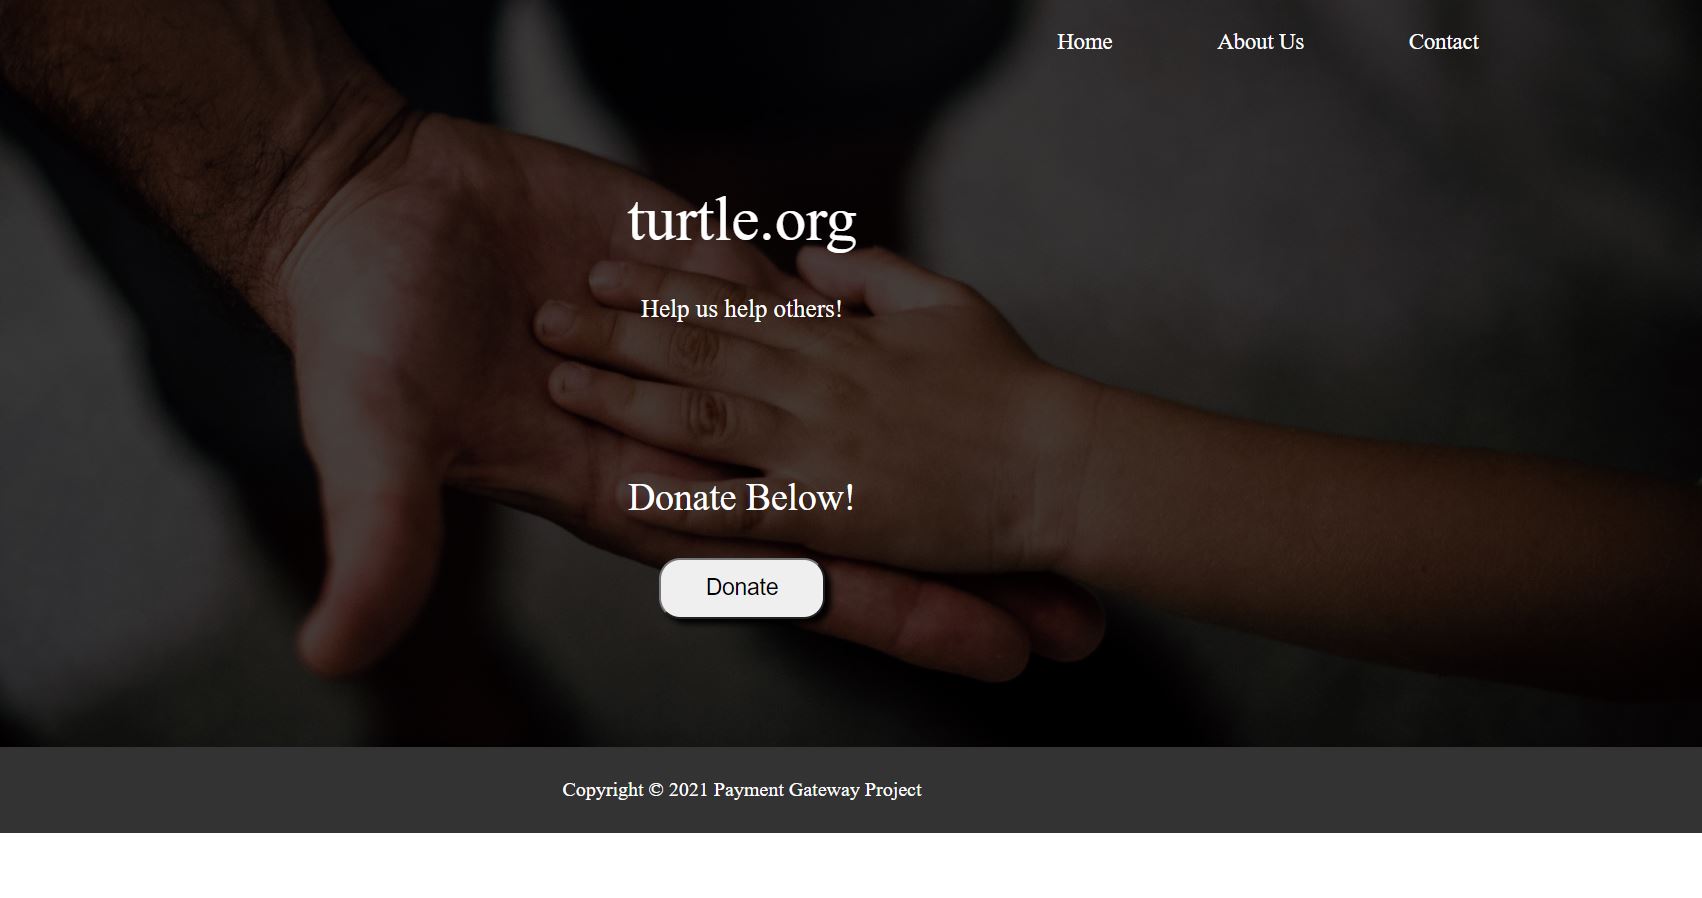 Home About Us Contact
turtle.org
Help us help others!
Donate Below!
Donate
Copyright © 2021 Payment Gateway Project